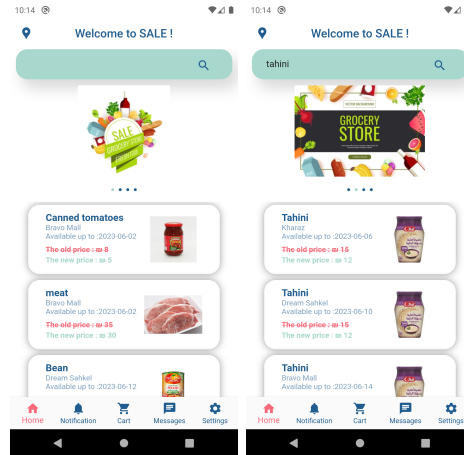 10:14
Welcome to SALE !
SALE
GROCERY STORE
Canned tomatoes
Bravo Mall
Available up to :2023-06-02
The old price : ₪ 8
The new price : ₪ 5
meat
Bravo Mall
Available up to :2023-06-02
The old price : ₪ 35
The new price : ₪ 30
Bean
Dream Sahkel
Available up to :2023-06-12
Home
Notification
Cart
Messages
Settings
10:14
Welcome to SALE !
tahini
VECTOR BACKGROUND
GROCERY
STORE
Tahini
Kharaz
Available up to :2023-06-06
The old price : ₪ 15
The new price : ₪ 12
Tahini
Dream Sahkel
Available up to :2023-06-10
The old price : ₪ 15
The new price : ₪ 12
Tahini
Bravo Mall
Available up to :2023-06-14
Home
Notification
Cart
Messages
Settings